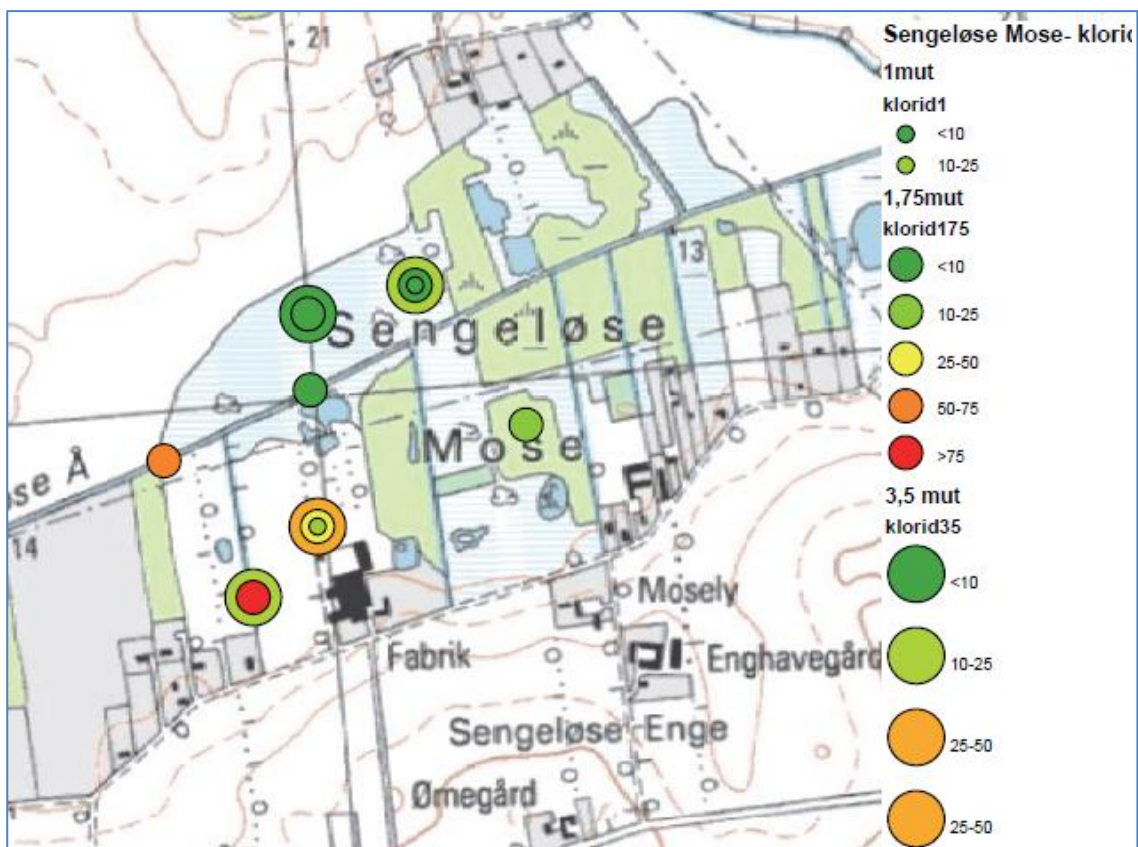 21
13
Sengeløse
Mose
ose Å
14
Fabrik
Mosely
Enghavegård
Sengeløse Enge
Ømegård
Sengeløse Mose- klorid
1mut
klorid1
<10
10-25
1,75mut
klorid175
<10
10-25
25-50
50-75
>75
3,5 mut
klorid35
<10
10-25
25-50
25-50